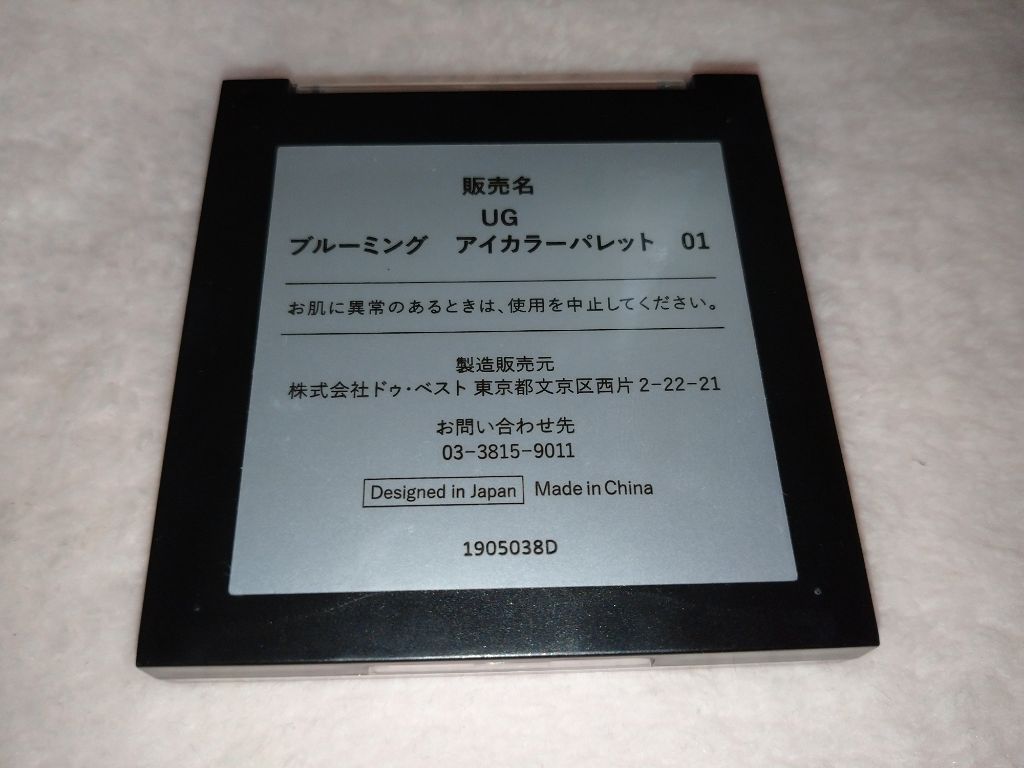 販売名
UG
ブルーミング アイカラーパレット 01
お肌に異常のあるときは、使用を中止してください。
製造販売元
株式会社ドゥ・ベスト 東京都文京区西片2-22-21
お問い合わせ先
03-3815-9011
Designed in Japan Made in China
1905038D